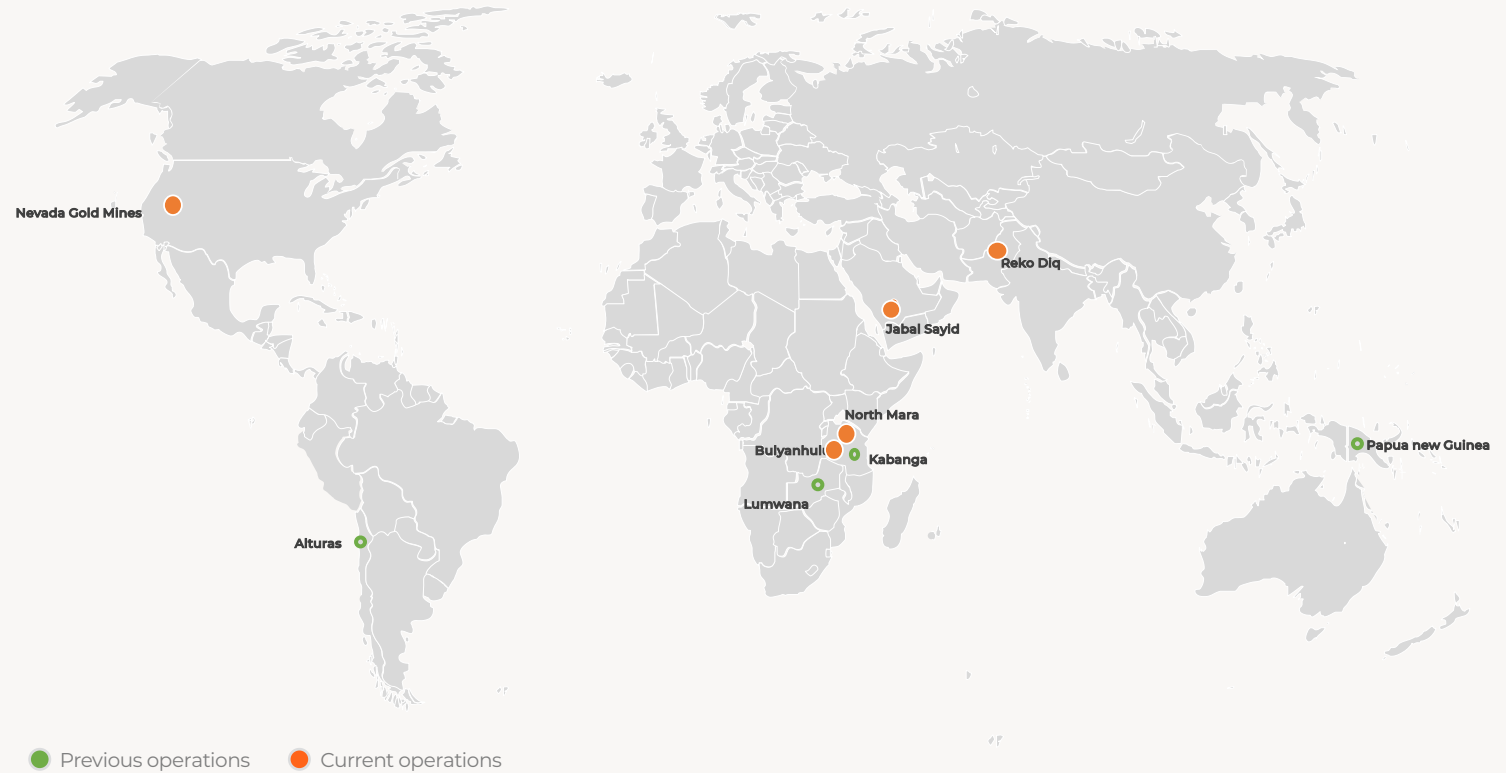 Nevada Gold Mines
Reko Diq
Jabal Sayid
North Mara
Bulyanhulu
Kabanga
Papua new Guinea
Lumwana
Alturas
Previous operations
Current operations